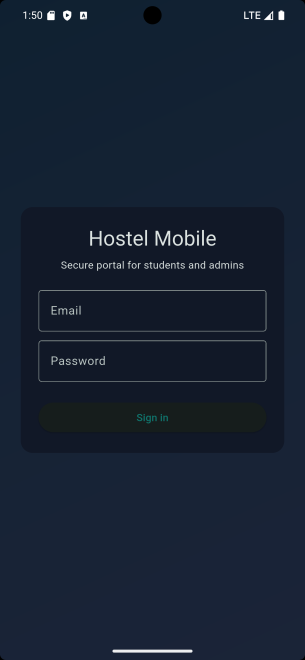 1:50
LTE
Hostel Mobile
Secure portal for students and admins
Email
Password
Sign in